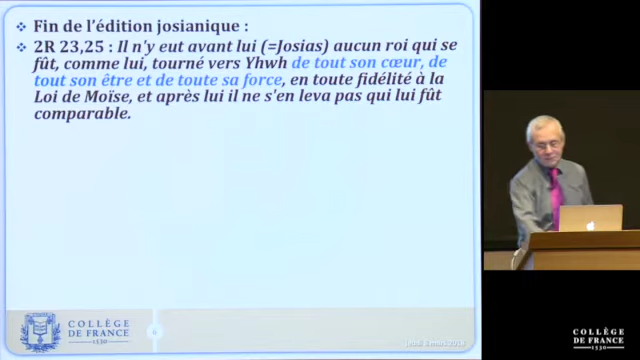 Fin de l'édition josianique :
2R 23,25 : Il n'y eut avant lui (=Josias) aucun roi qui se
fût, comme lui, tourné vers Yhwh de tout son cœur, de
tout son être et de toute sa force, en toute fidélité à la
Loi de Moïse, et après lui il ne s'en leva pas qui lui fût
comparable.
COLLÈGE
DE FRANCE
1530
6
COLLÈGE
DE FRANCE
1530